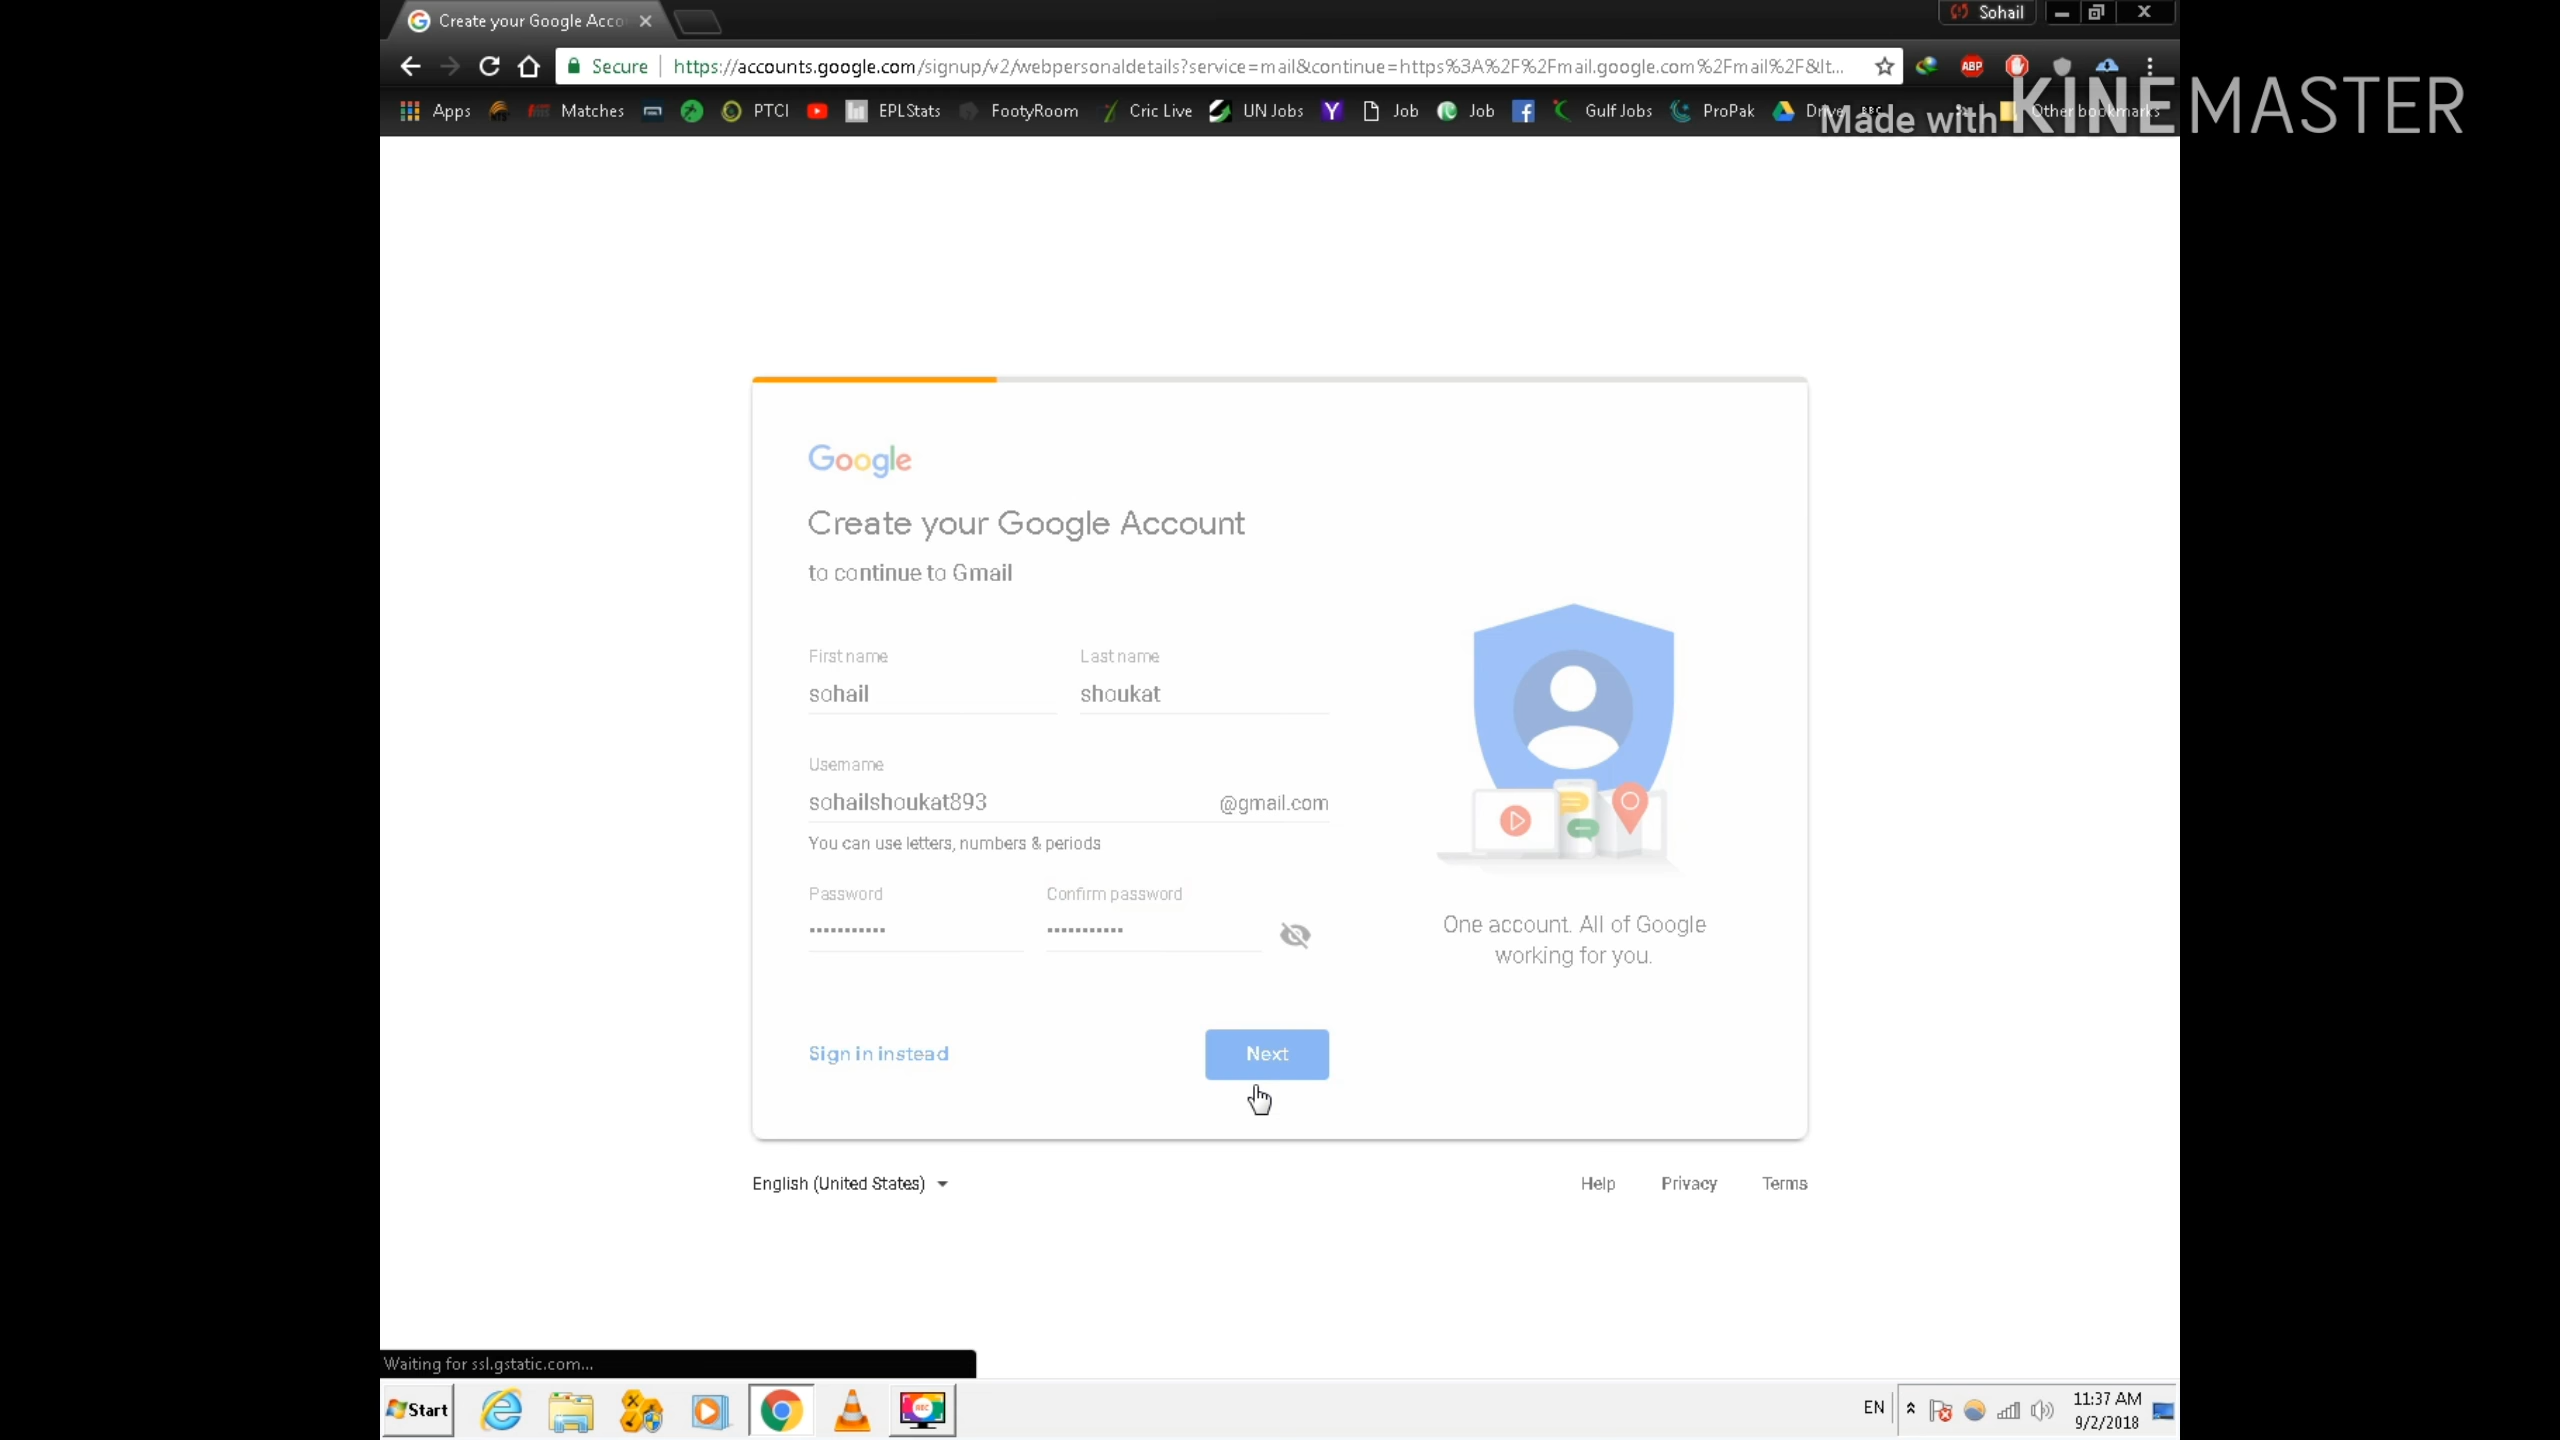 Create your Google Acco
Sohail
Secure
https://accounts.google.com/signup/v2/webpersonaldetails?service=mail&continue=https%3A%2F%2Fmail.google.com%2Fmail%2F&lt...
ABP
Apps
Matches
PTCI
EPLStats
FootyRoom
Cric Live
UN Jobs
Job
Job
Gulf Jobs
ProPak
Drive
Other bookmarks
Made with KINEMASTER
Google
Create your Google Account
to continue to Gmail
First name
Last name
sohail
shoukat
Username
sohailshoukat893
@gmail.com
You can use letters, numbers & periods
Password
Confirm password
One account. All of Google
working for you.
Sign in instead
Next
English (United States)
Help
Privacy
Terms
Waiting for ssl.gstatic.com...
Start
REC
EN
11:37 AM
9/2/2018